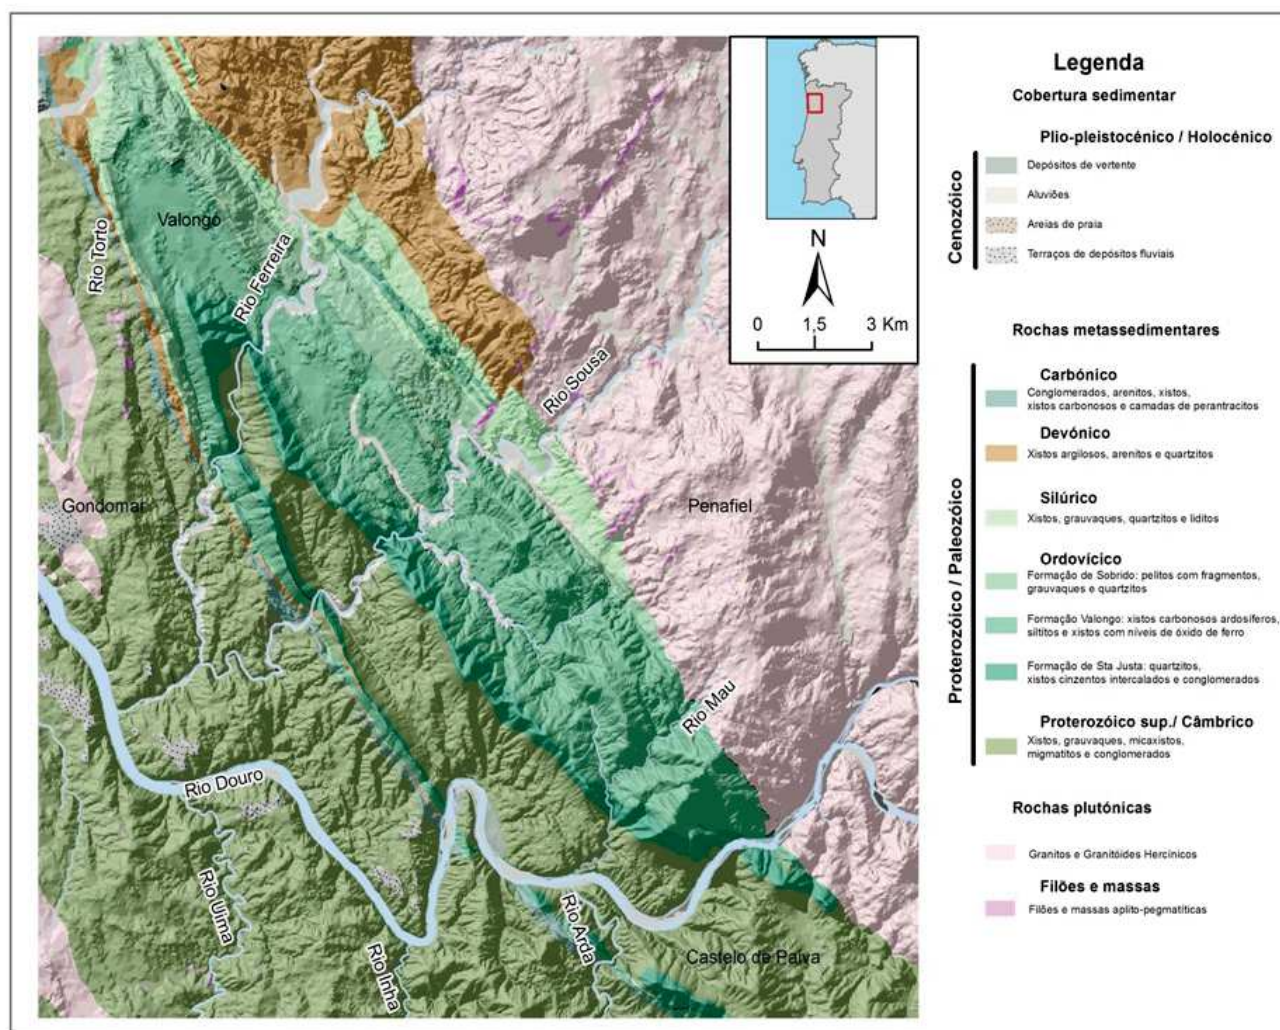 Valongo
Rio Torto
Rio Ferreira
Rio Sousa
Gondomar
Penafiel
Rio Mau
Rio Douro
Rio Uima
Rio Inha
Rio Arda
Castelo de Paiva
N
0 1,5 3 Km
Legenda
Cobertura sedimentar
Cenozóico
Plio-pleistocénico / Holocénico
Depósitos de vertente
Aluviões
Areias de praia
Terraços de depósitos fluviais
Rochas metassedimentares
Proterozóico / Paleozóico
Carbónico
Conglomerados, arenitos, xistos,
xistos carbonosos e camadas de perantracitos
Devónico
Xistos argilosos, arenitos e quartzitos
Silúrico
Xistos, grauvaques, quartzitos e liditos
Ordovícico
Formação de Sobrido: pelitos com fragmentos,
grauvaques e quartzitos
Formação Valongo: xistos carbonosos ardosíferos,
siltitos e xistos com níveis de óxido de ferro
Formação de Sta Justa: quartzitos,
xistos cinzentos intercalados e conglomerados
Proterozóico sup./ Câmbrico
Xistos, grauvaques, micaxistos,
migmatitos e conglomerados
Rochas plutónicas
Granitos e Granitóides Hercínicos
Filões e massas
Filões e massas aplito-pegmatíticas